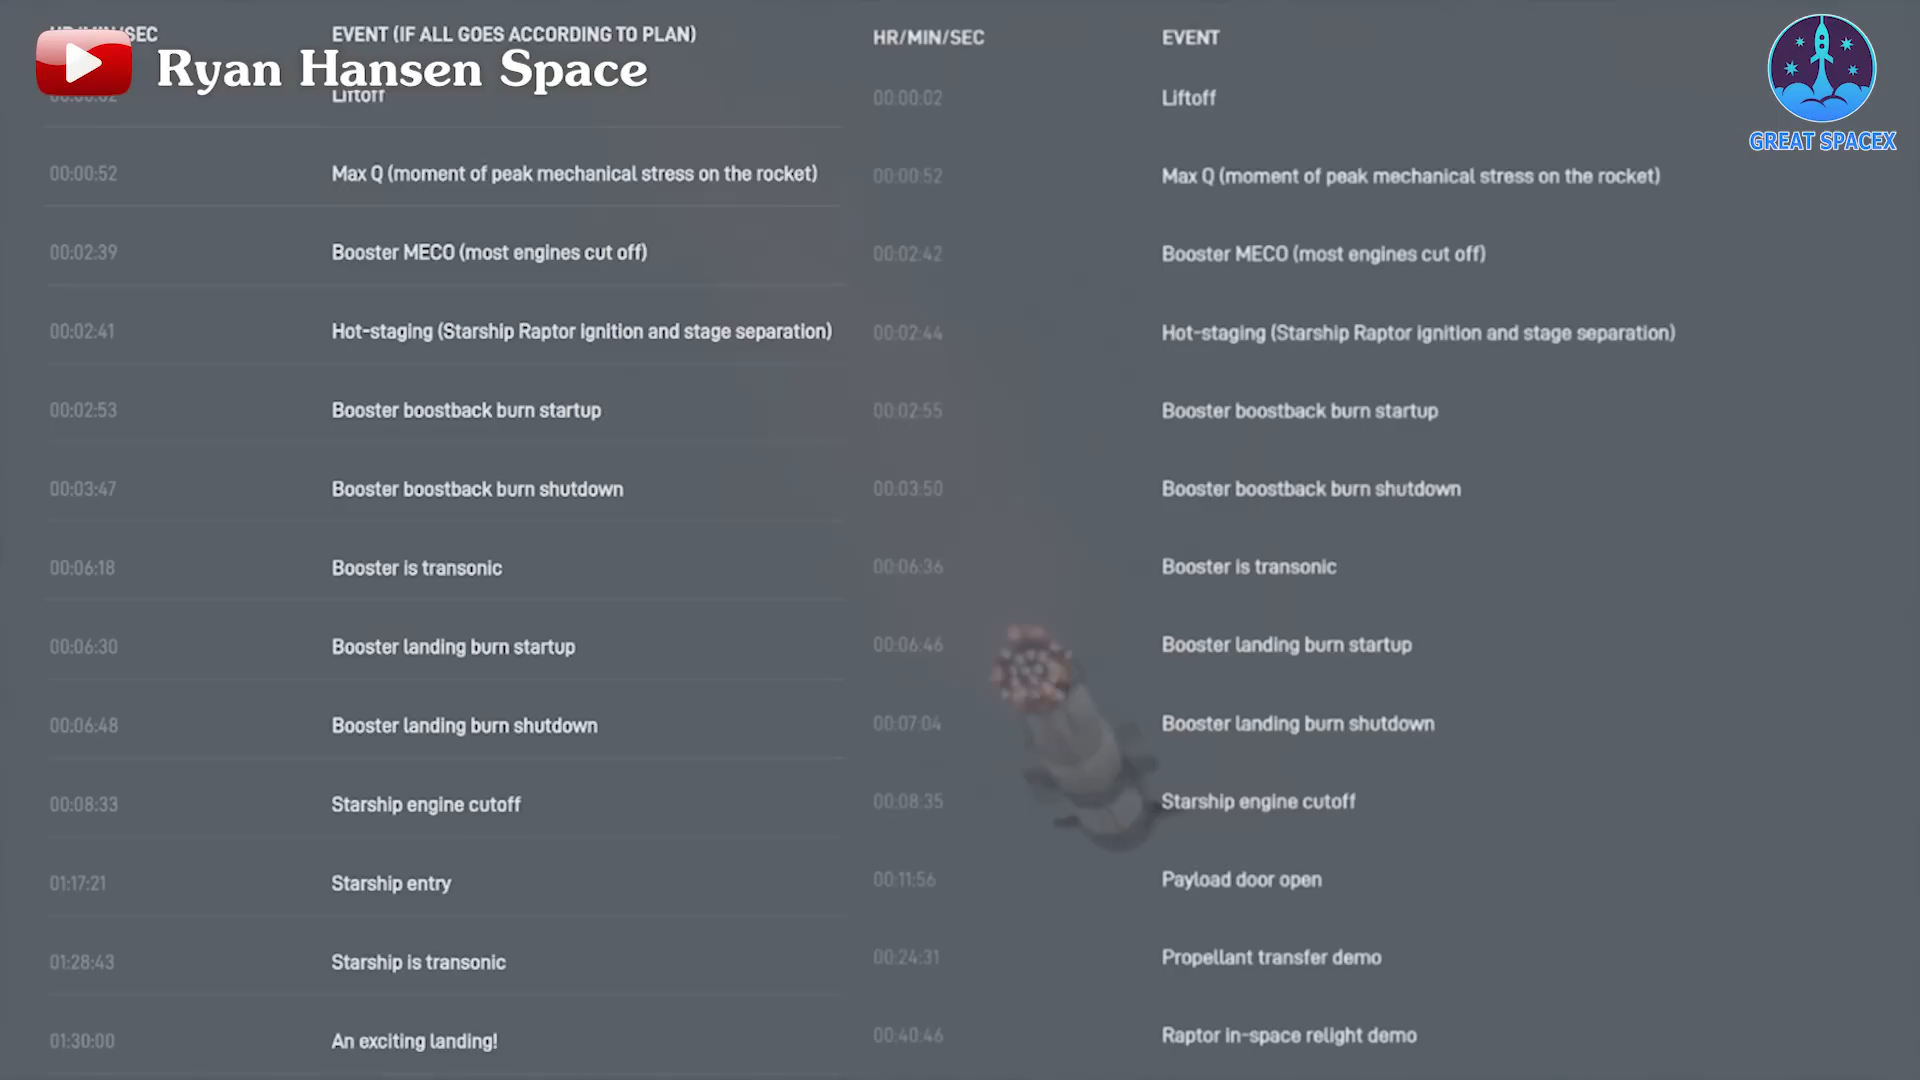 HR/MIN/SEC EVENT (IF ALL GOES ACCORDING TO PLAN)
Ryan Hansen Space
00:00:02 Liftoff
00:00:52 Max Q (moment of peak mechanical stress on the rocket)
00:02:39 Booster MECO (most engines cut off)
00:02:41 Hot-staging (Starship Raptor ignition and stage separation)
00:02:53 Booster boostback burn startup
00:03:47 Booster boostback burn shutdown
00:06:18 Booster is transonic
00:06:30 Booster landing burn startup
00:06:48 Booster landing burn shutdown
00:08:33 Starship engine cutoff
01:17:21 Starship entry
01:28:43 Starship is transonic
01:30:00 An exciting landing!
HR/MIN/SEC EVENT
00:00:02 Liftoff
00:00:52 Max Q (moment of peak mechanical stress on the rocket)
00:02:42 Booster MECO (most engines cut off)
00:02:44 Hot-staging (Starship Raptor ignition and stage separation)
00:02:55 Booster boostback burn startup
00:03:50 Booster boostback burn shutdown
00:06:36 Booster is transonic
00:06:46 Booster landing burn startup
00:07:04 Booster landing burn shutdown
00:08:35 Starship engine cutoff
00:11:56 Payload door open
00:24:31 Propellant transfer demo
00:40:46 Raptor in-space relight demo
GREAT SPACEX